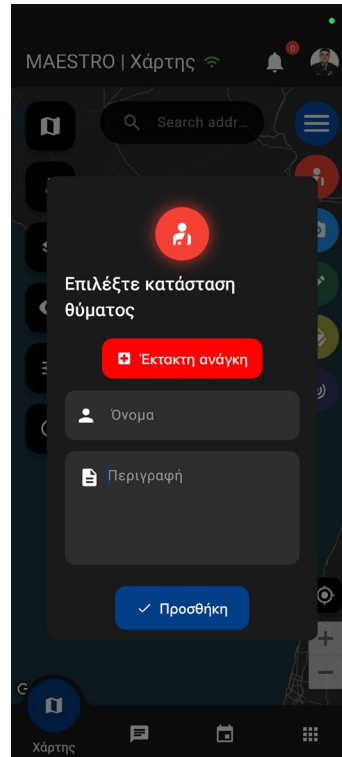 MAESTRO | Χάρτης
0
Search addr...
Επιλέξτε κατάσταση
θύματος
Έκτακτη ανάγκη
Όνομα
Περιγραφή
Προσθήκη
+
−
G
Χάρτης